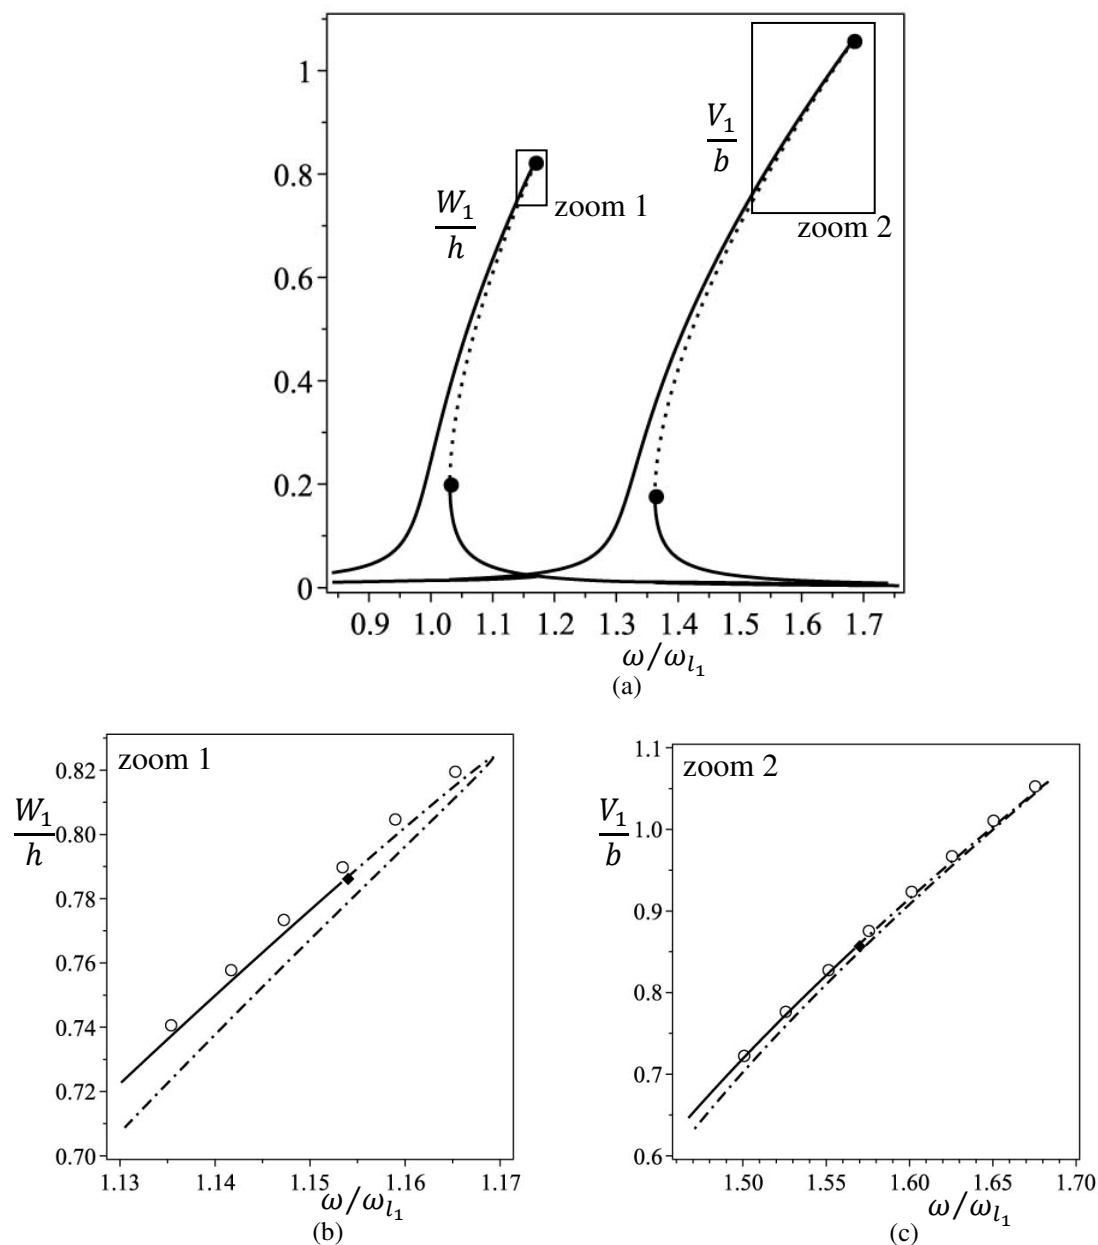 1
0.8
0.6
0.4
0.2
0
W₁
h
V₁
b
zoom 1
zoom 2
0.9 1.0 1.1 1.2 1.3 1.4 1.5 1.6 1.7
ω/ωₗ₁
(a)
zoom 1
W₁
h
0.82
0.80
0.78
0.76
0.74
0.72
0.70
1.13 1.14 1.15 1.16 1.17
ω/ωₗ₁
(b)
zoom 2
V₁
b
1.1
1.0
0.9
0.8
0.7
0.6
1.50 1.55 1.60 1.65 1.70
ω/ωₗ₁
(c)